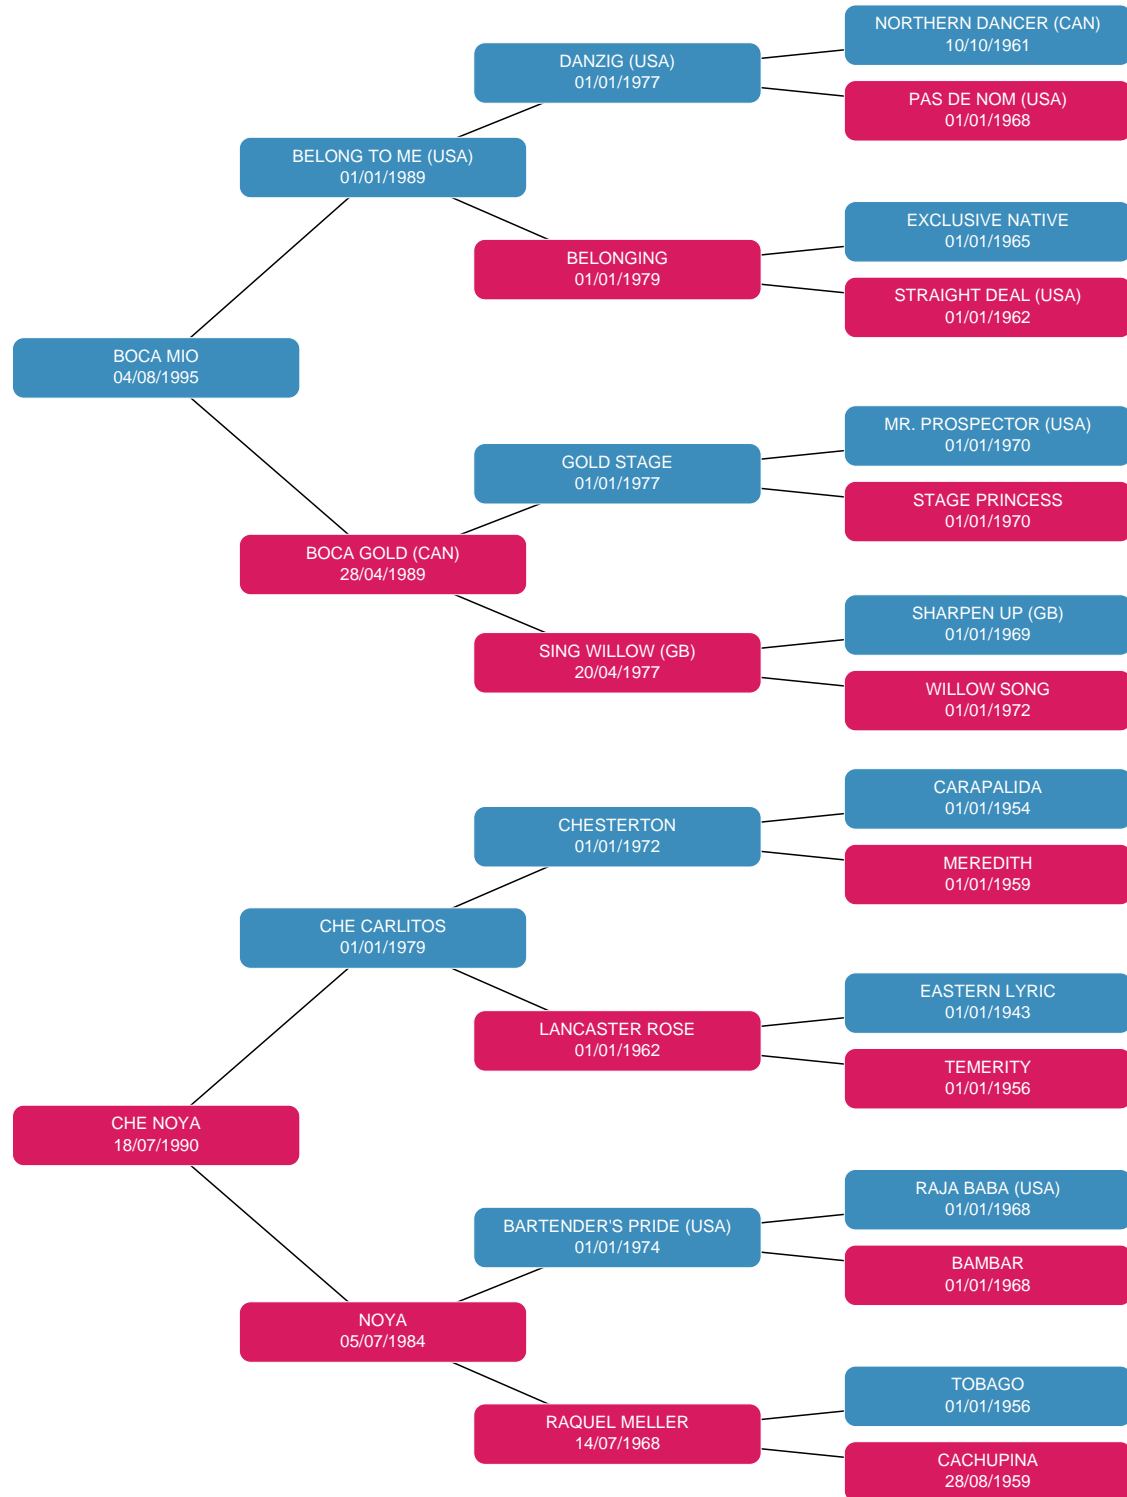 NORTHERN DANCER (CAN)
10/10/1961
DANZIG (USA)
01/01/1977
PAS DE NOM (USA)
01/01/1968
BELONG TO ME (USA)
01/01/1989
EXCLUSIVE NATIVE
01/01/1965
BELONGING
01/01/1979
STRAIGHT DEAL (USA)
01/01/1962
BOCA MIO
04/08/1995
MR. PROSPECTOR (USA)
01/01/1970
GOLD STAGE
01/01/1977
STAGE PRINCESS
01/01/1970
BOCA GOLD (CAN)
28/04/1989
SHARPEN UP (GB)
01/01/1969
SING WILLOW (GB)
20/04/1977
WILLOW SONG
01/01/1972
CARAPALIDA
01/01/1954
CHESTERTON
01/01/1972
MEREDITH
01/01/1959
CHE CARLITOS
01/01/1979
EASTERN LYRIC
01/01/1943
LANCASTER ROSE
01/01/1962
TEMERITY
01/01/1956
CHE NOYA
18/07/1990
RAJA BABA (USA)
01/01/1968
BARTENDER'S PRIDE (USA)
01/01/1974
BAMBAR
01/01/1968
NOYA
05/07/1984
TOBAGO
01/01/1956
RAQUEL MELLER
14/07/1968
CACHUPINA
28/08/1959